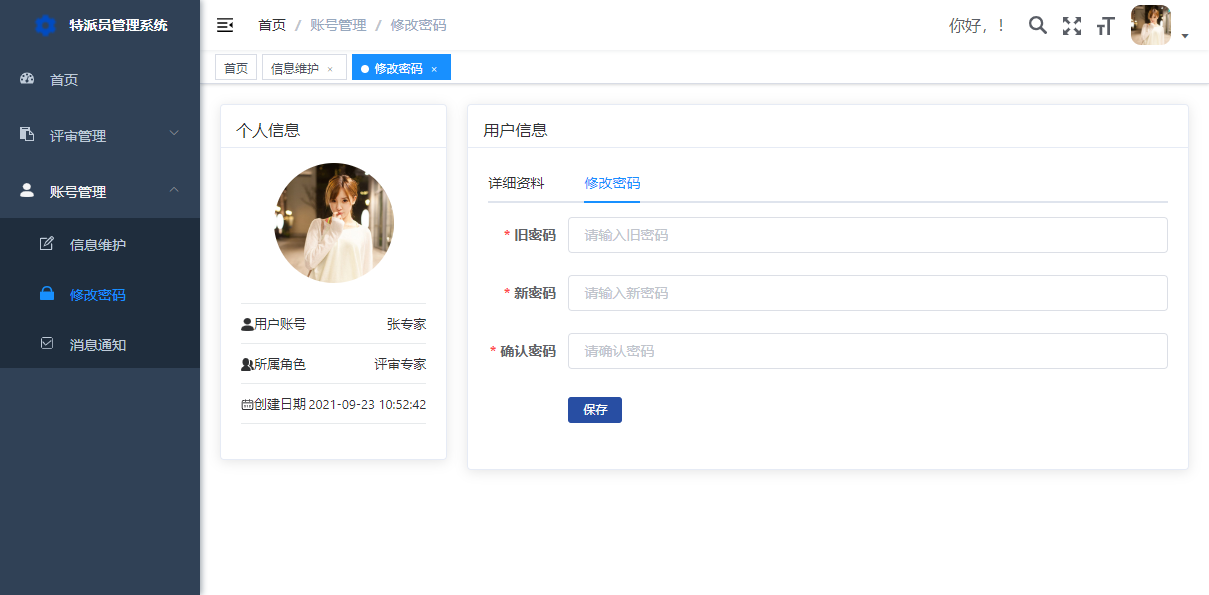 特派员管理系统
首页
评审管理
账号管理
信息维护
修改密码
消息通知
首页 / 账号管理 / 修改密码
你好，！
首页
信息维护 ×
修改密码 ×
个人信息
用户账号 张专家
所属角色 评审专家
创建日期 2021-09-23 10:52:42
用户信息
详细资料 修改密码
* 旧密码 请输入旧密码
* 新密码 请输入新密码
* 确认密码 请确认密码
保存